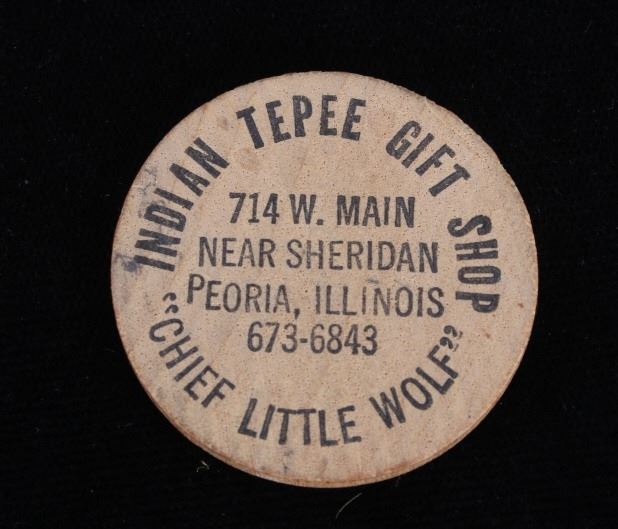 INDIAN TEPEE GIFT SHOP
714 W. MAIN
NEAR SHERIDAN
PEORIA, ILLINOIS
673-6843
"CHIEF LITTLE WOLF"